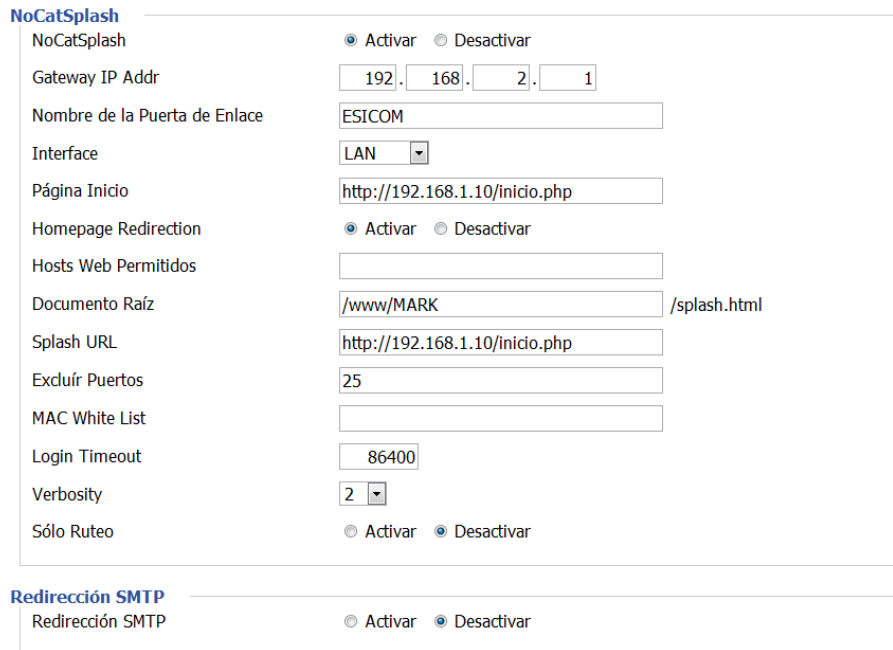 NoCatSplash
NoCatSplash Activar Desactivar
Gateway IP Addr 192 . 168 . 2 . 1
Nombre de la Puerta de Enlace ESICOM
Interface LAN
Página Inicio http://192.168.1.10/inicio.php
Homepage Redirection Activar Desactivar
Hosts Web Permitidos
Documento Raíz /www/MARK /splash.html
Splash URL http://192.168.1.10/inicio.php
Excluír Puertos 25
MAC White List
Login Timeout 86400
Verbosity 2
Sólo Ruteo Activar Desactivar
Redirección SMTP
Redirección SMTP Activar Desactivar